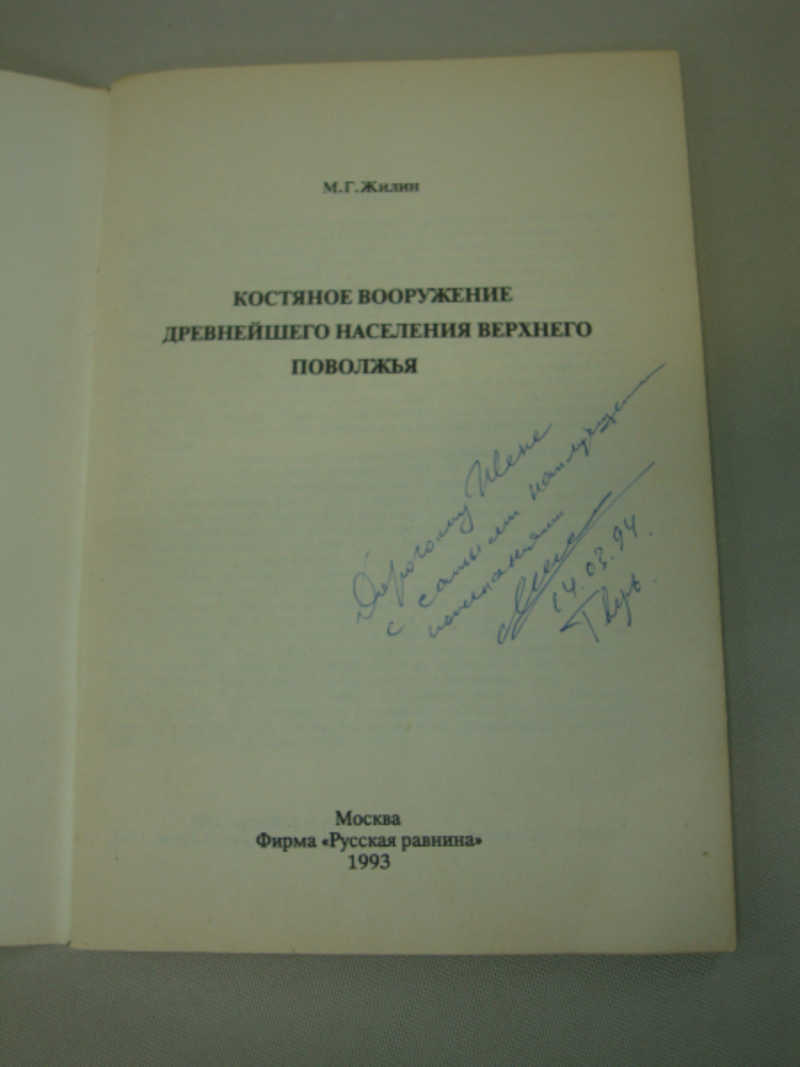 М.Г.Жилин
КОСТЯНОЕ ВООРУЖЕНИЕ
ДРЕВНЕЙШЕГО НАСЕЛЕНИЯ ВЕРХНЕГО
ПОВОЛЖЬЯ
Дорогому Жене
с самыми наилучшими
пожеланиями
14.03.94.
Тверь.
Москва
Фирма «Русская равнина»
1993